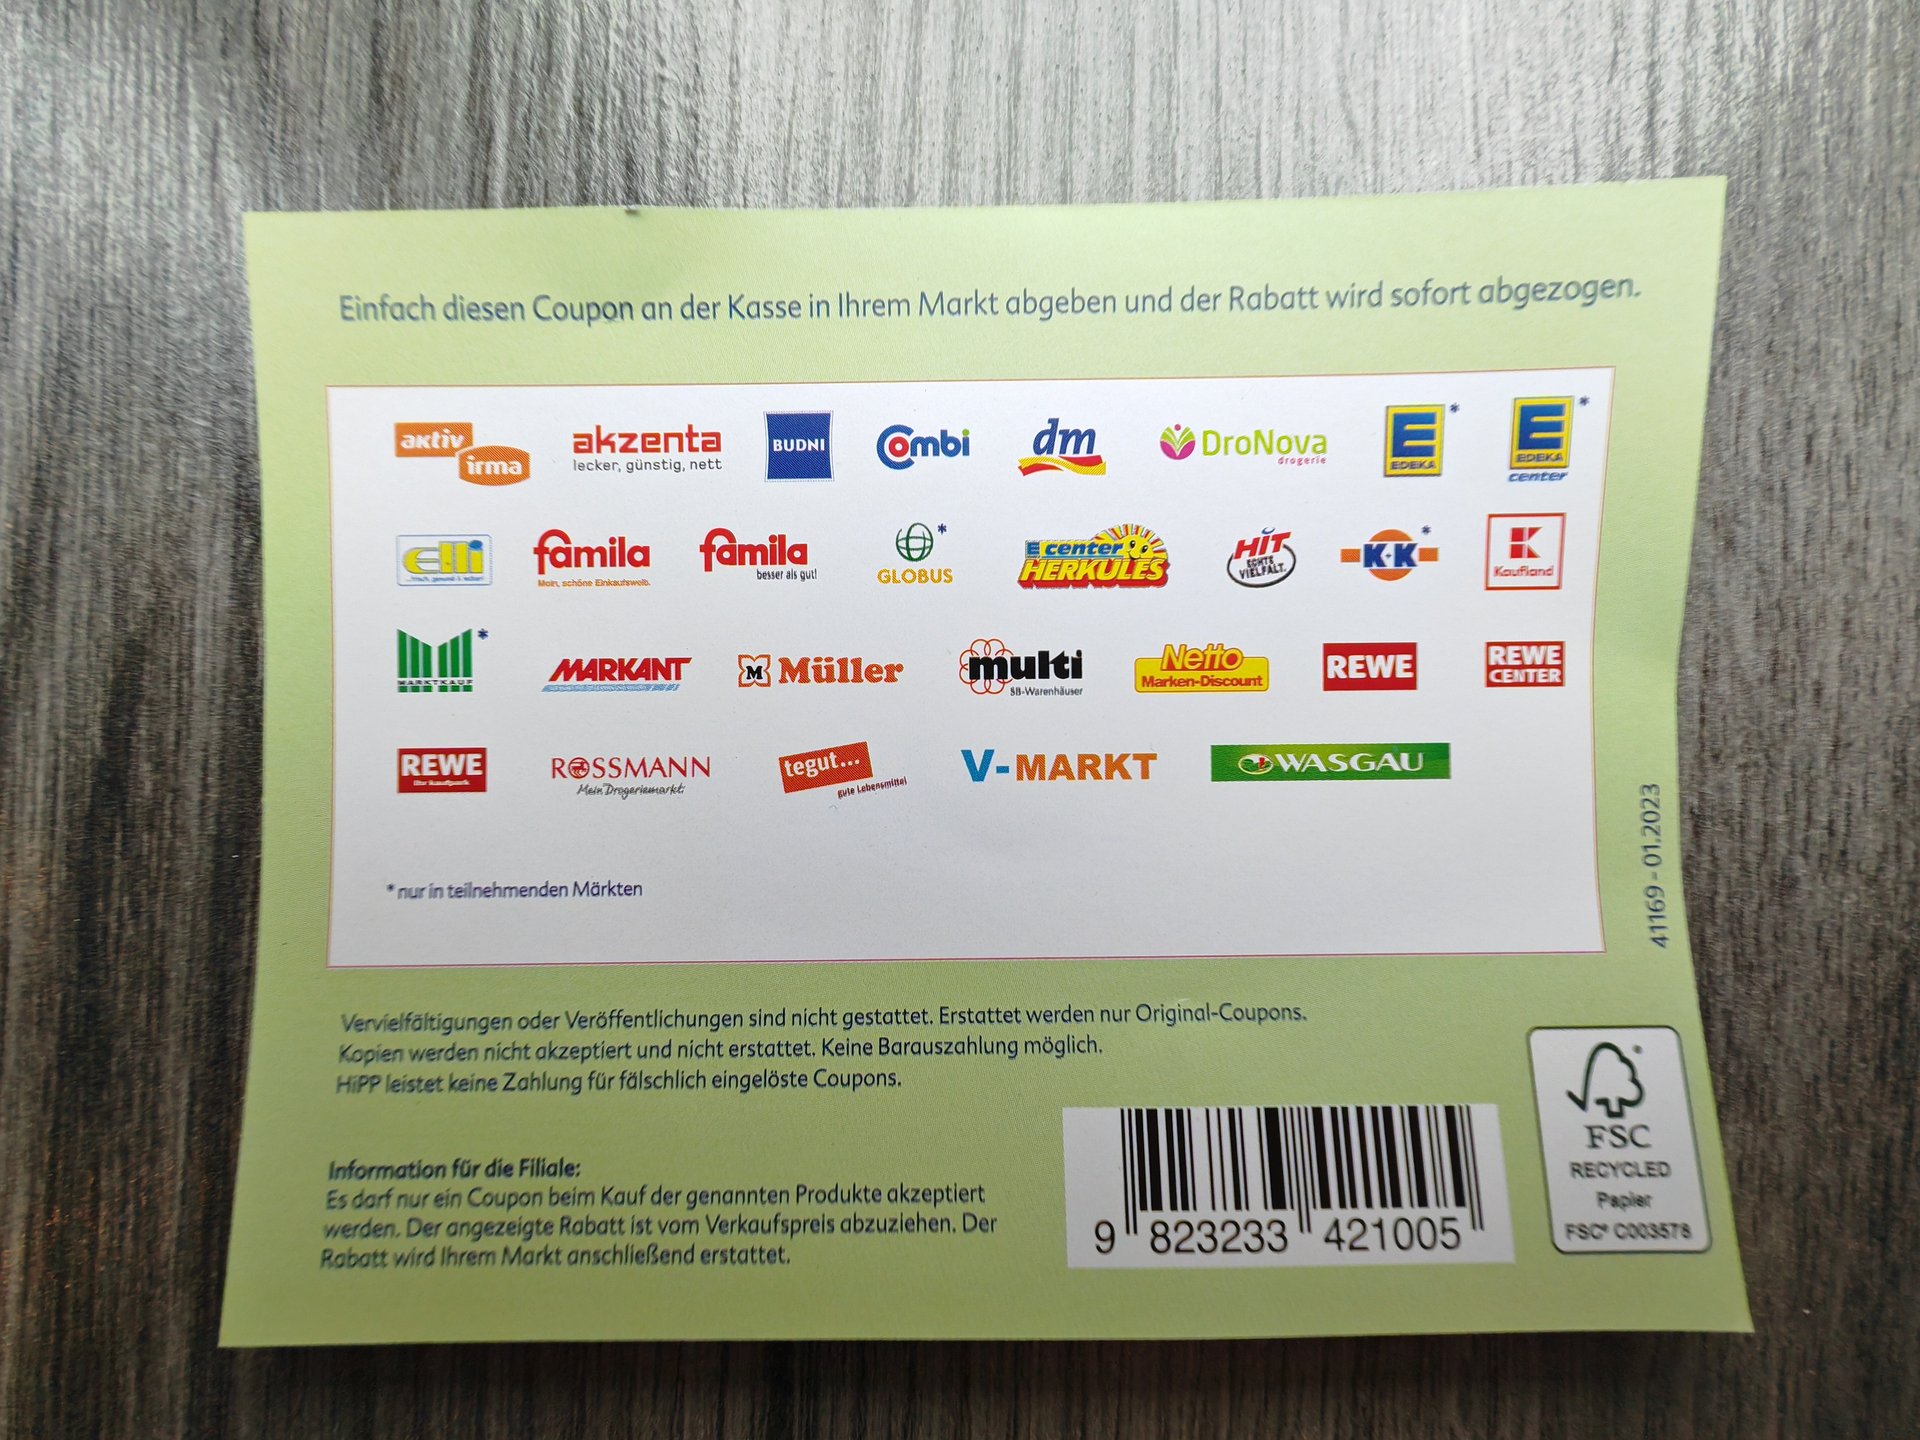 Einfach diesen Coupon an der Kasse in Ihrem Markt abgeben und der Rabatt wird sofort abgezogen.
aktiv irma
akzenta
lecker, günstig, nett
BUDNI
Combi
dm
DroNova
drogerie
E EDEKA *
E EDEKA center *
elli
famila
Mein, schöne Einkaufswelt.
famila
besser als gut!
GLOBUS *
E center HERKULES
HIT
ECHTE
VIELFALT.
K+K *
K Kaufland
MARKTKAUF *
MARKANT
M Müller
multi
SB-Warenhäuser
Netto
Marken-Discount
REWE
REWE
CENTER
REWE
Ihr Kaufpark
ROSSMANN
Mein Drogeriemarkt
tegut...
gute Lebensmittel
V-MARKT
WASGAU
* nur in teilnehmenden Märkten
41169 - 01.2023
Vervielfältigungen oder Veröffentlichungen sind nicht gestattet. Erstattet werden nur Original-Coupons.
Kopien werden nicht akzeptiert und nicht erstattet. Keine Barauszahlung möglich.
HiPP leistet keine Zahlung für fälschlich eingelöste Coupons.
Information für die Filiale:
Es darf nur ein Coupon beim Kauf der genannten Produkte akzeptiert
werden. Der angezeigte Rabatt ist vom Verkaufspreis abzuziehen. Der
Rabatt wird Ihrem Markt anschließend erstattet.
9 823233 421005
FSC
RECYCLED
Papier
FSC® C003578